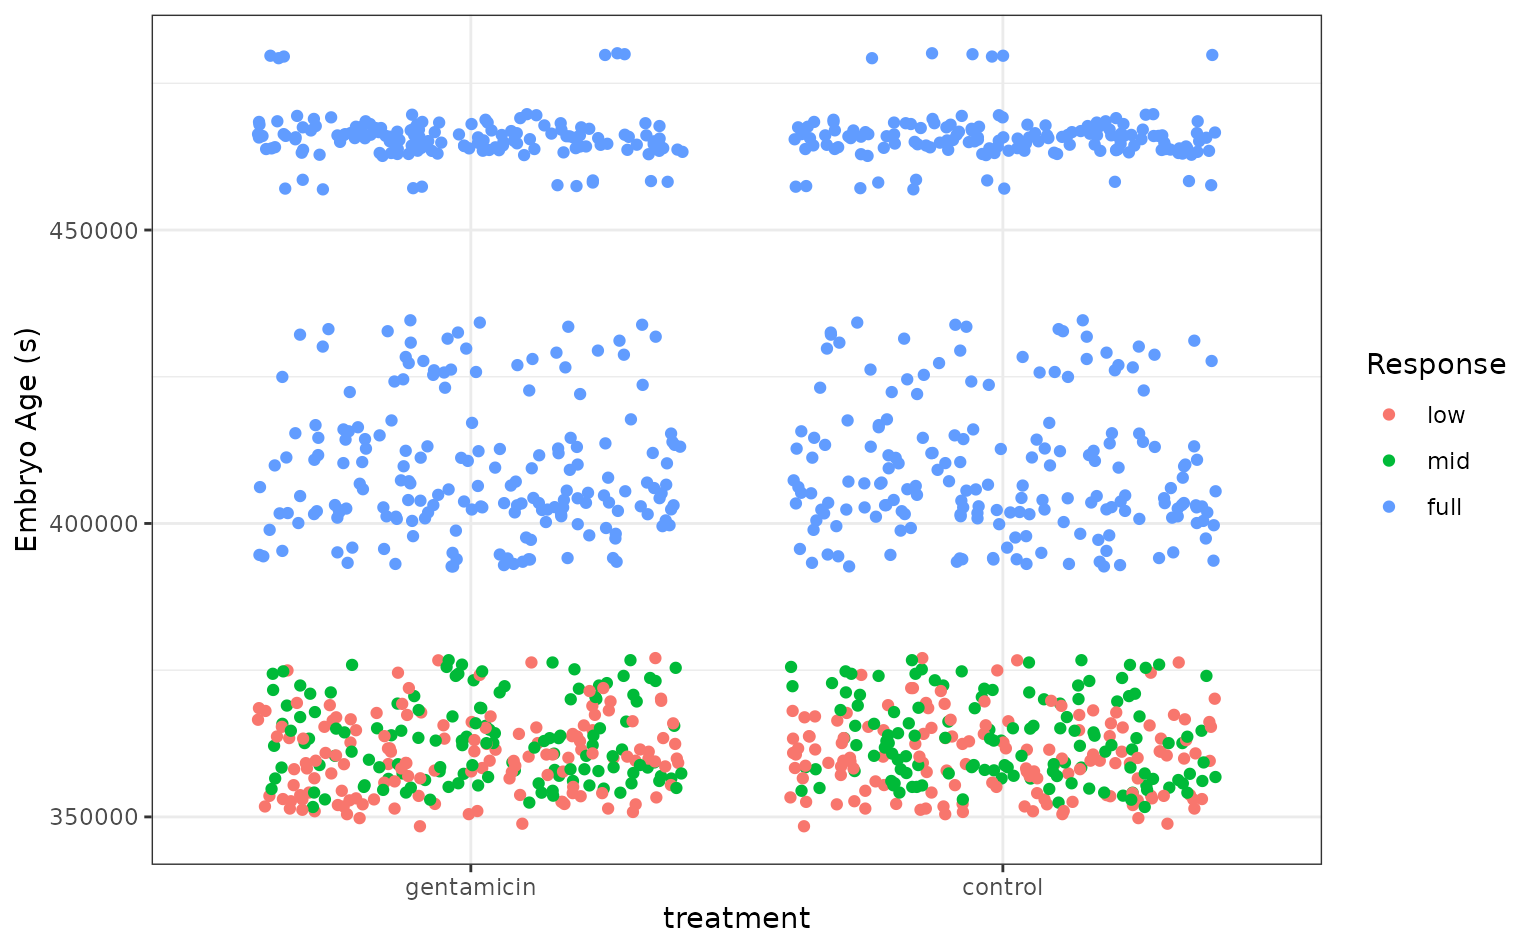 450000
400000
350000
Embryo Age (s)
gentamicin
control
treatment
Response
low
mid
full